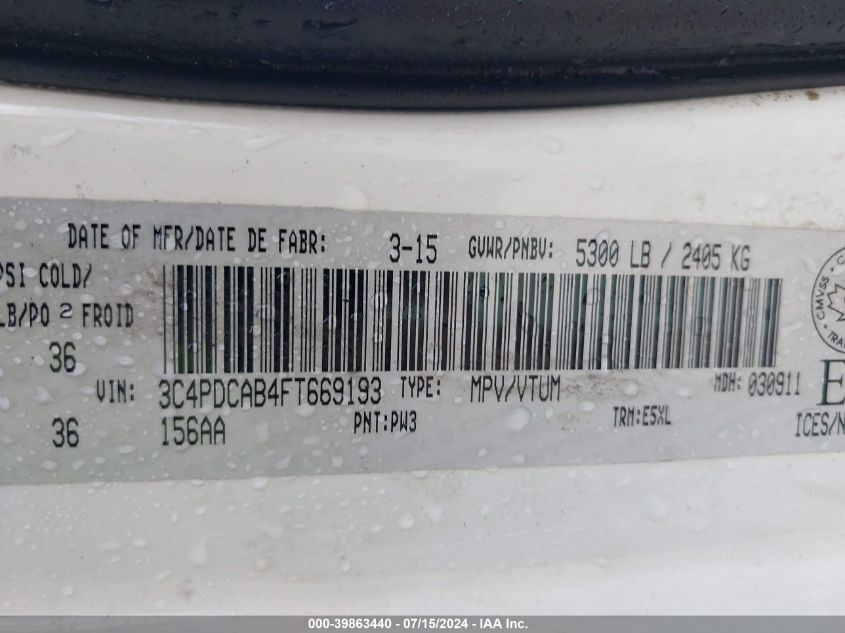 DATE OF MFR/DATE DE FABR: 3-15 GVWR/PNBV: 5300 LB / 2405 KG
PSI COLD/
LB/PO 2 FROID
36
VIN: 3C4PDCAB4FT669193 TYPE: MPV/VTUM MDH: 030911
36 156AA PNT:PW3 TRM:E5XL
CMVSS
ICES/N
000-39863440 - 07/15/2024 - IAA Inc.